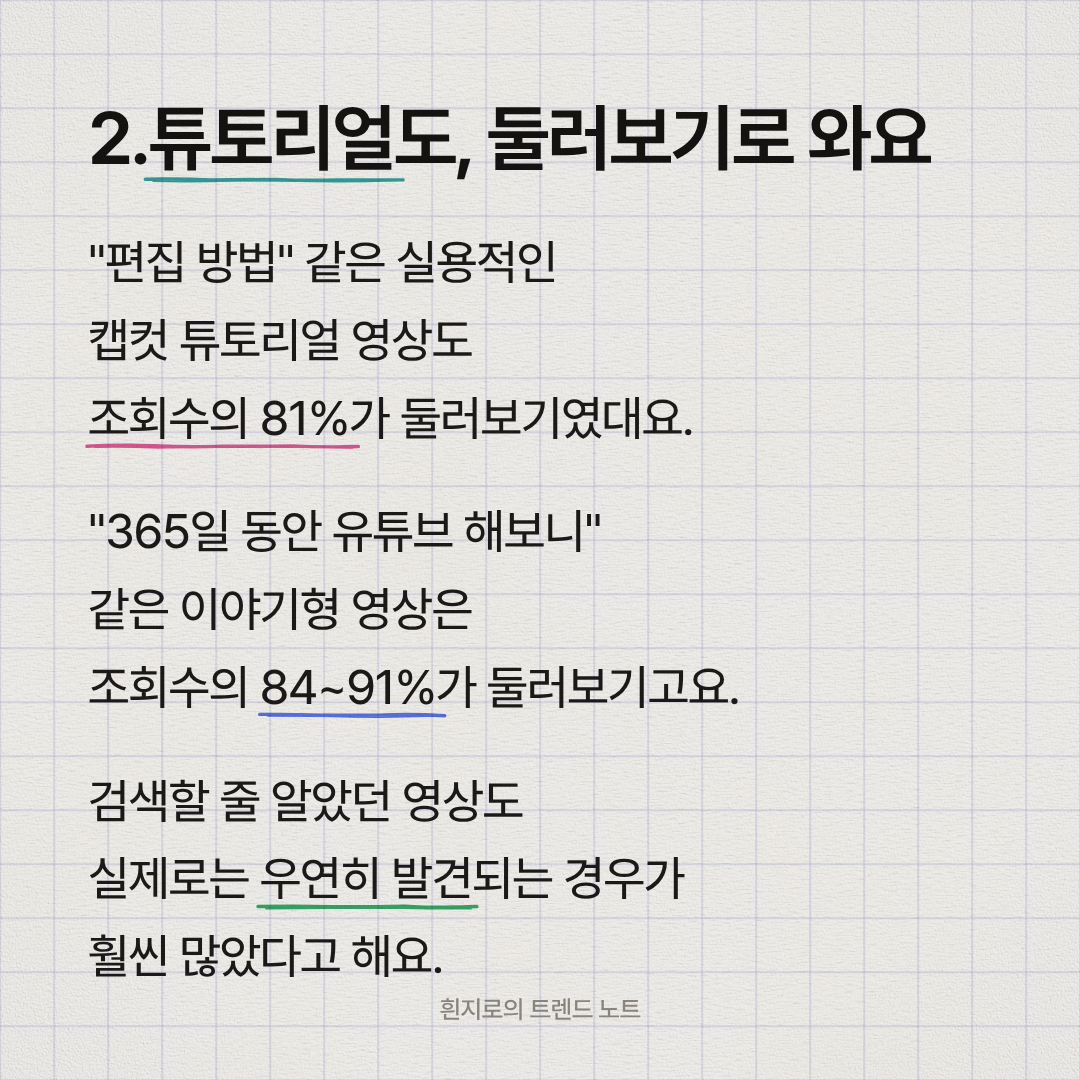 2.튜토리얼도, 둘러보기로 와요
"편집 방법" 같은 실용적인
캡컷 튜토리얼 영상도
조회수의 81%가 둘러보기였대요.
"365일 동안 유튜브 해보니"
같은 이야기형 영상은
조회수의 84~91%가 둘러보기고요.
검색할 줄 알았던 영상도
실제로는 우연히 발견되는 경우가
훨씬 많았다고 해요.
흰지로의 트렌드 노트